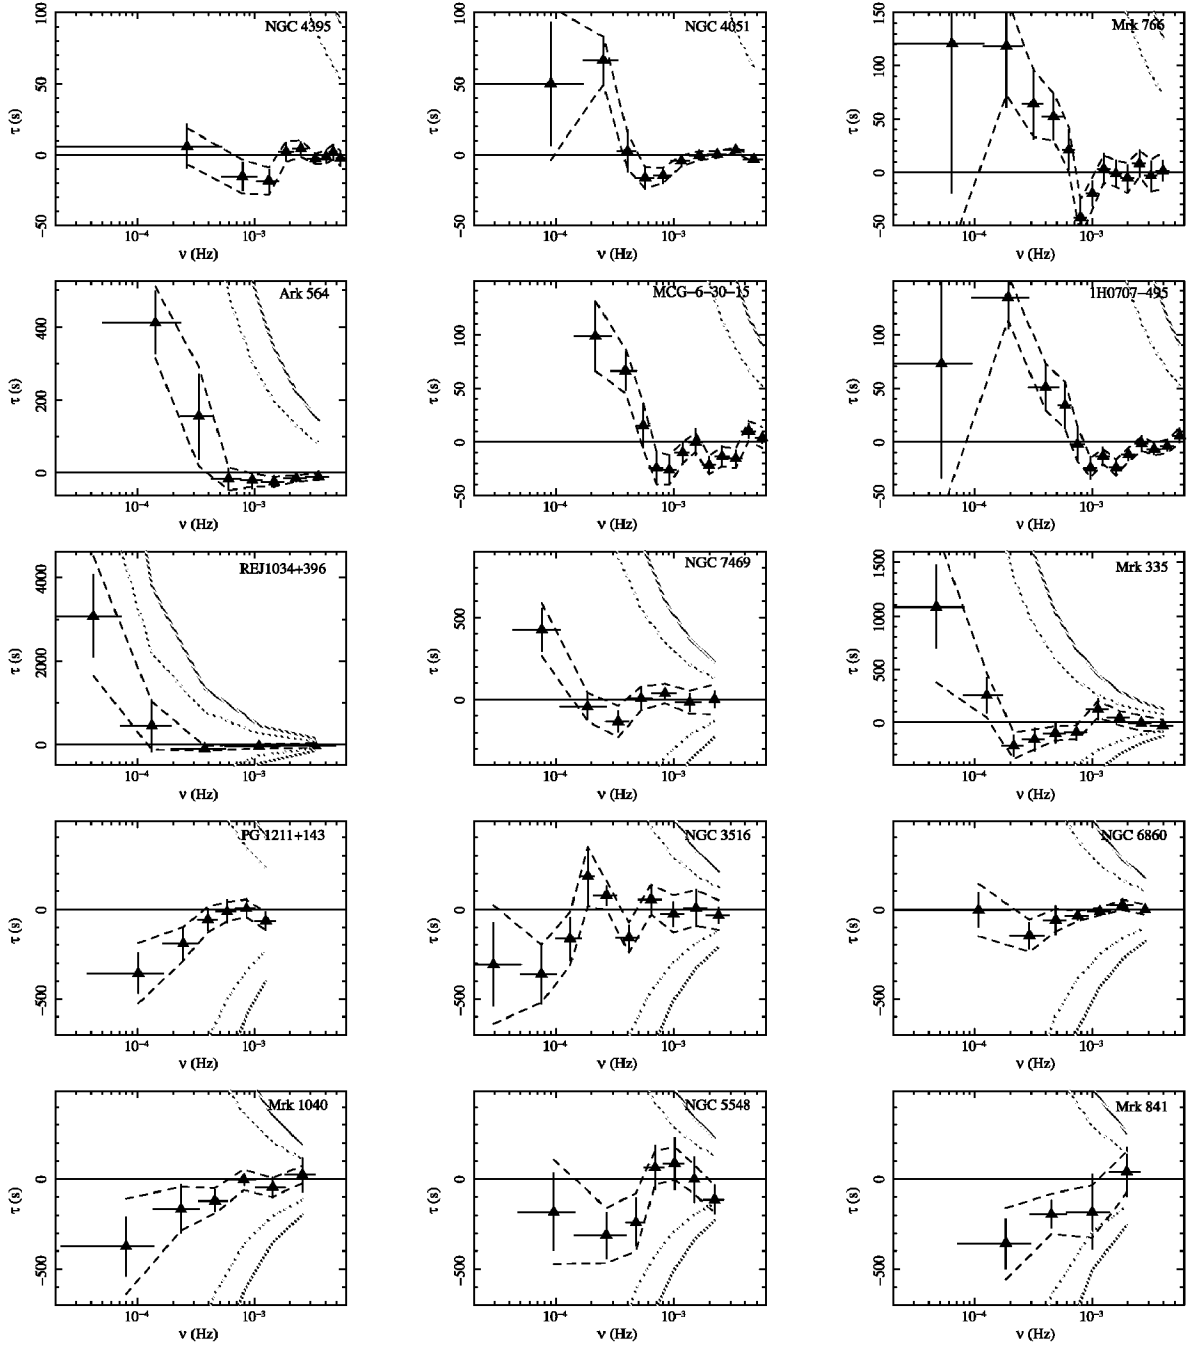 NGC 4395
100
50
0
−50
τ (s)
10⁻⁴
10⁻³
ν (Hz)
NGC 4051
100
50
0
−50
τ (s)
10⁻⁴
10⁻³
ν (Hz)
Mrk 766
150
100
50
0
−50
τ (s)
10⁻⁴
10⁻³
ν (Hz)
Ark 564
400
200
0
τ (s)
10⁻⁴
10⁻³
ν (Hz)
MCG−6−30−15
100
50
0
−50
τ (s)
10⁻⁴
10⁻³
ν (Hz)
1H0707−495
100
50
0
−50
τ (s)
10⁻⁴
10⁻³
ν (Hz)
REJ1034+396
4000
2000
0
τ (s)
10⁻⁴
10⁻³
ν (Hz)
NGC 7469
500
0
τ (s)
10⁻⁴
10⁻³
ν (Hz)
Mrk 335
1500
1000
500
0
τ (s)
10⁻⁴
10⁻³
ν (Hz)
PG 1211+143
0
−500
τ (s)
10⁻⁴
10⁻³
ν (Hz)
NGC 3516
0
−500
τ (s)
10⁻⁴
10⁻³
ν (Hz)
NGC 6860
0
−500
τ (s)
10⁻⁴
10⁻³
ν (Hz)
Mrk 1040
0
−500
τ (s)
10⁻⁴
10⁻³
ν (Hz)
NGC 5548
0
−500
τ (s)
10⁻⁴
10⁻³
ν (Hz)
Mrk 841
0
−500
τ (s)
10⁻⁴
10⁻³
ν (Hz)